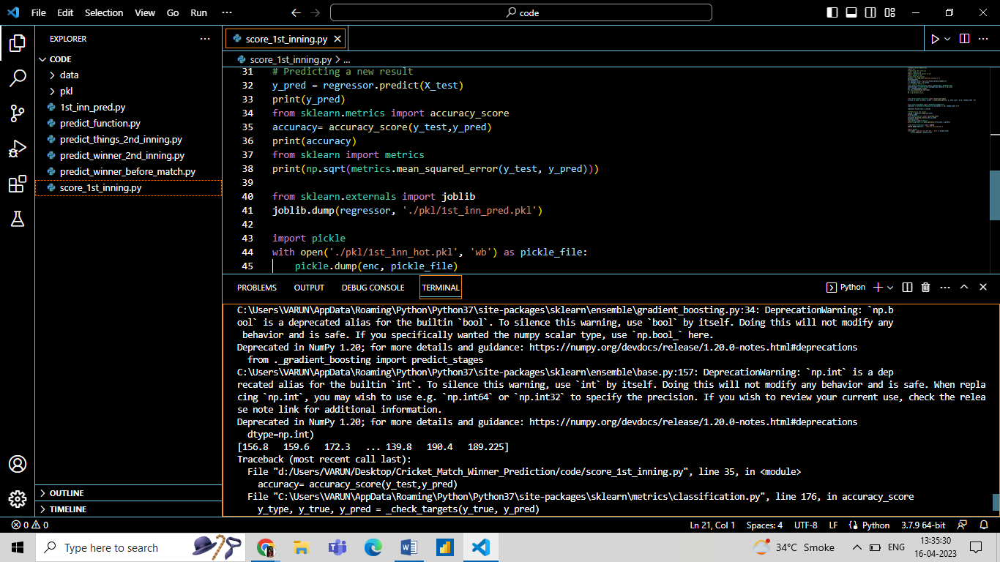 File Edit Selection View Go Run ··· code
EXPLORER ···
CODE
data
pkl
1st_inn_pred.py
predict_function.py
predict_things_2nd_inning.py
predict_winner_2nd_inning.py
predict_winner_before_match.py
score_1st_inning.py
OUTLINE
TIMELINE
score_1st_inning.py
score_1st_inning.py > ...
31 # Predicting a new result
32 y_pred = regressor.predict(X_test)
33 print(y_pred)
34 from sklearn.metrics import accuracy_score
35 accuracy= accuracy_score(y_test,y_pred)
36 print(accuracy)
37 from sklearn import metrics
38 print(np.sqrt(metrics.mean_squared_error(y_test, y_pred)))
39
40 from sklearn.externals import joblib
41 joblib.dump(regressor, './pkl/1st_inn_pred.pkl')
42
43 import pickle
44 with open('./pkl/1st_inn_hot.pkl', 'wb') as pickle_file:
45 pickle.dump(enc, pickle_file)
PROBLEMS OUTPUT DEBUG CONSOLE TERMINAL Python
C:\Users\VARUN\AppData\Roaming\Python\Python37\site-packages\sklearn\ensemble\gradient_boosting.py:34: DeprecationWarning: `np.b
ool` is a deprecated alias for the builtin `bool`. To silence this warning, use `bool` by itself. Doing this will not modify any
behavior and is safe. If you specifically wanted the numpy scalar type, use `np.bool_` here.
Deprecated in NumPy 1.20; for more details and guidance: https://numpy.org/devdocs/release/1.20.0-notes.html#deprecations
from ._gradient_boosting import predict_stages
C:\Users\VARUN\AppData\Roaming\Python\Python37\site-packages\sklearn\ensemble\base.py:157: DeprecationWarning: `np.int` is a dep
recated alias for the builtin `int`. To silence this warning, use `int` by itself. Doing this will not modify any behavior and is safe. When repla
cing `np.int`, you may wish to use e.g. `np.int64` or `np.int32` to specify the precision. If you wish to review your current use, check the relea
se note link for additional information.
Deprecated in NumPy 1.20; for more details and guidance: https://numpy.org/devdocs/release/1.20.0-notes.html#deprecations
dtype=np.int)
[156.8 159.6 172.3 ... 139.8 190.4 189.225]
Traceback (most recent call last):
File "d:/Users/VARUN/Desktop/Cricket_Match_Winner_Prediction/code/score_1st_inning.py", line 35, in <module>
accuracy= accuracy_score(y_test,y_pred)
File "C:\Users\VARUN\AppData\Roaming\Python\Python37\site-packages\sklearn\metrics\classification.py", line 176, in accuracy_score
y_type, y_true, y_pred = _check_targets(y_true, y_pred)
0 0 Ln 21, Col 1 Spaces: 4 UTF-8 LF Python 3.7.9 64-bit
Type here to search 34°C Smoke ENG 13:35:30
16-04-2023